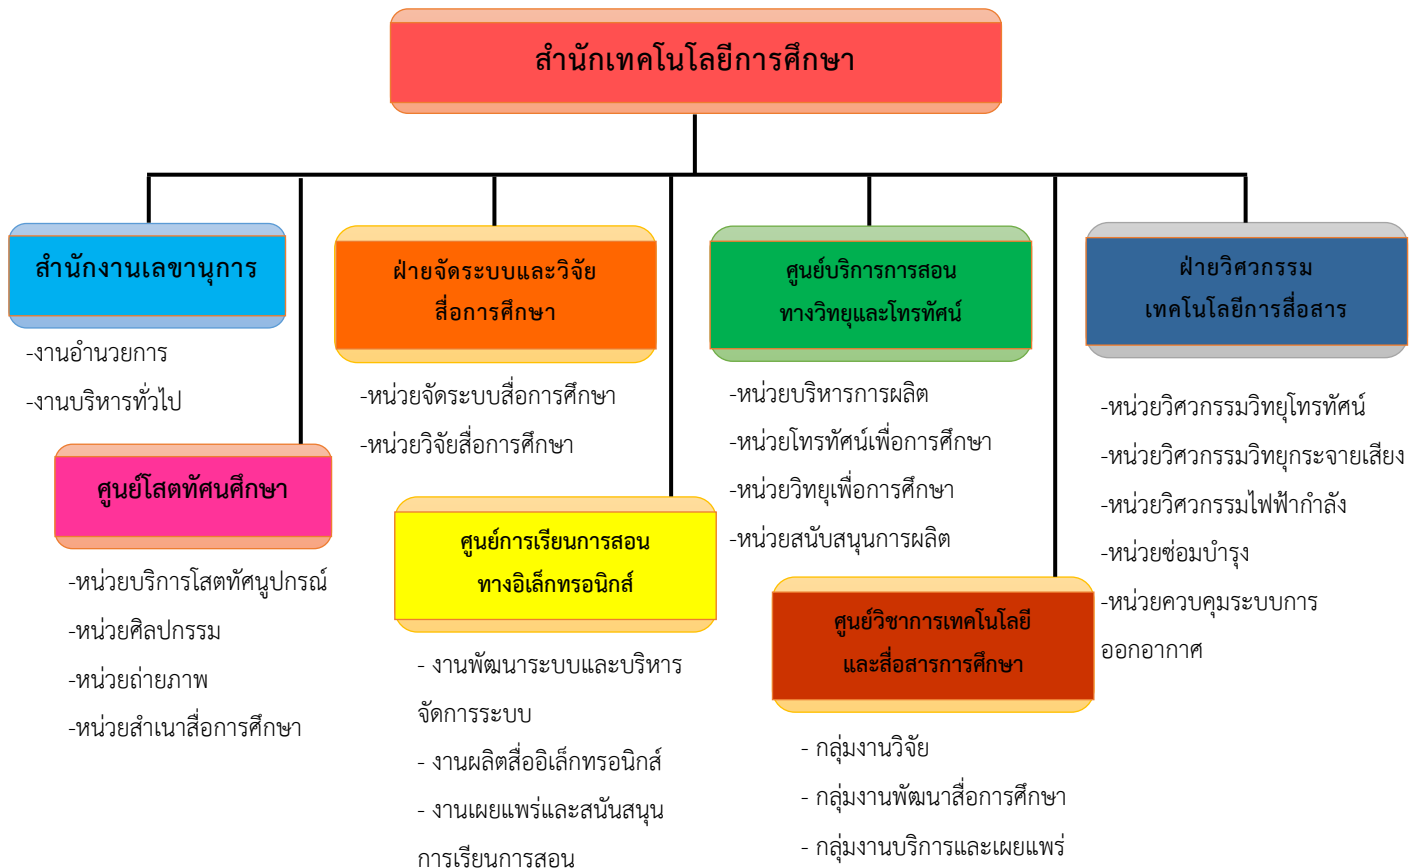 สำนักเทคโนโลยีการศึกษา
สำนักงานเลขานุการ
-งานอำนวยการ
-งานบริหารทั่วไป
ศูนย์โสตทัศนศึกษา
-หน่วยบริการโสตทัศนูปกรณ์
-หน่วยศิลปกรรม
-หน่วยถ่ายภาพ
-หน่วยสำเนาสื่อการศึกษา
ฝ่ายจัดระบบและวิจัย
สื่อการศึกษา
-หน่วยจัดระบบสื่อการศึกษา
-หน่วยวิจัยสื่อการศึกษา
ศูนย์การเรียนการสอน
ทางอิเล็กทรอนิกส์
- งานพัฒนาระบบและบริหาร
จัดการระบบ
- งานผลิตสื่ออิเล็กทรอนิกส์
- งานเผยแพร่และสนันสนุน
การเรียนการสอน
ศูนย์บริการการสอน
ทางวิทยุและโทรทัศน์
-หน่วยบริหารการผลิต
-หน่วยโทรทัศน์เพื่อการศึกษา
-หน่วยวิทยุเพื่อการศึกษา
-หน่วยสนับสนุนการผลิต
ศูนย์วิชาการเทคโนโลยี
และสื่อสารการศึกษา
- กลุ่มงานวิจัย
- กลุ่มงานพัฒนาสื่อการศึกษา
- กลุ่มงานบริการและเผยแพร่
ฝ่ายวิศวกรรม
เทคโนโลยีการสื่อสาร
-หน่วยวิศวกรรมวิทยุโทรทัศน์
-หน่วยวิศวกรรมวิทยุกระจายเสียง
-หน่วยวิศวกรรมไฟฟ้ากำลัง
-หน่วยซ่อมบำรุง
-หน่วยควบคุมระบบการ
ออกอากาศ